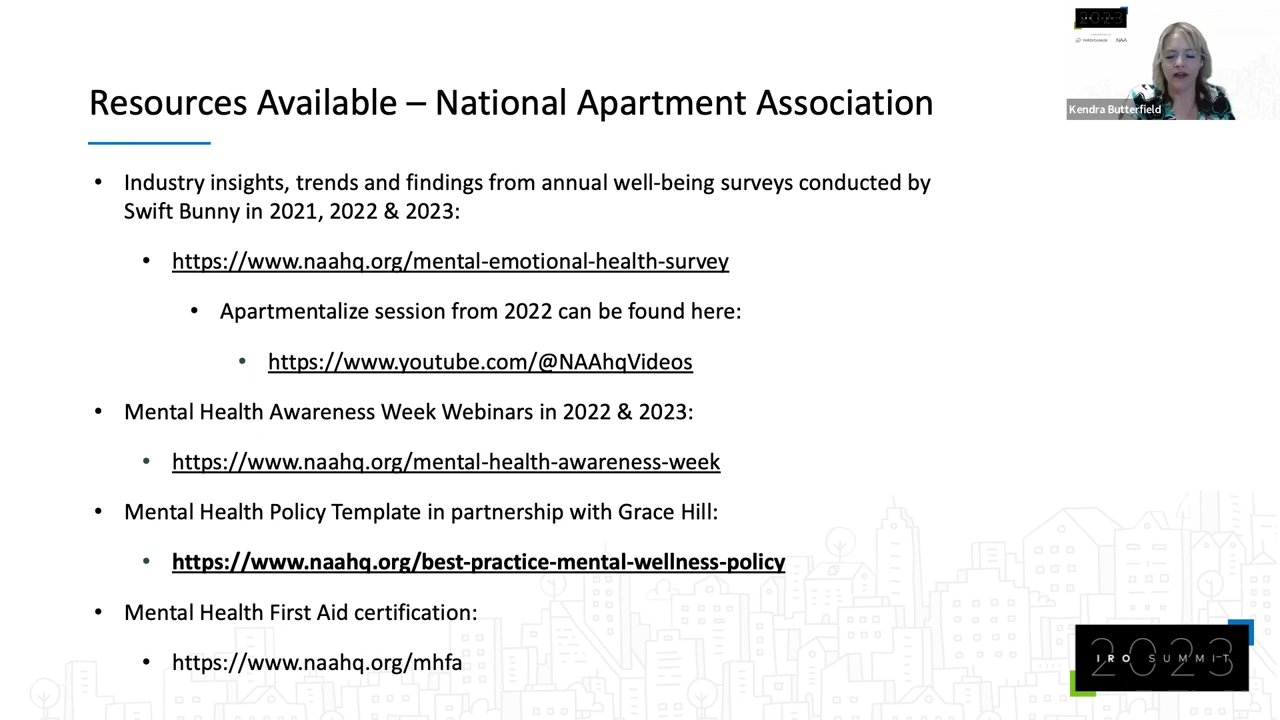 Resources Available – National Apartment Association
• Industry insights, trends and findings from annual well-being surveys conducted by
Swift Bunny in 2021, 2022 & 2023:
• https://www.naahq.org/mental-emotional-health-survey
• Apartmentalize session from 2022 can be found here:
• https://www.youtube.com/@NAAhqVideos
• Mental Health Awareness Week Webinars in 2022 & 2023:
• https://www.naahq.org/mental-health-awareness-week
• Mental Health Policy Template in partnership with Grace Hill:
• https://www.naahq.org/best-practice-mental-wellness-policy
• Mental Health First Aid certification:
• https://www.naahq.org/mhfa
2023
IRO SUMMIT
NAA
Kendra Butterfield
2023
IRO SUMMIT